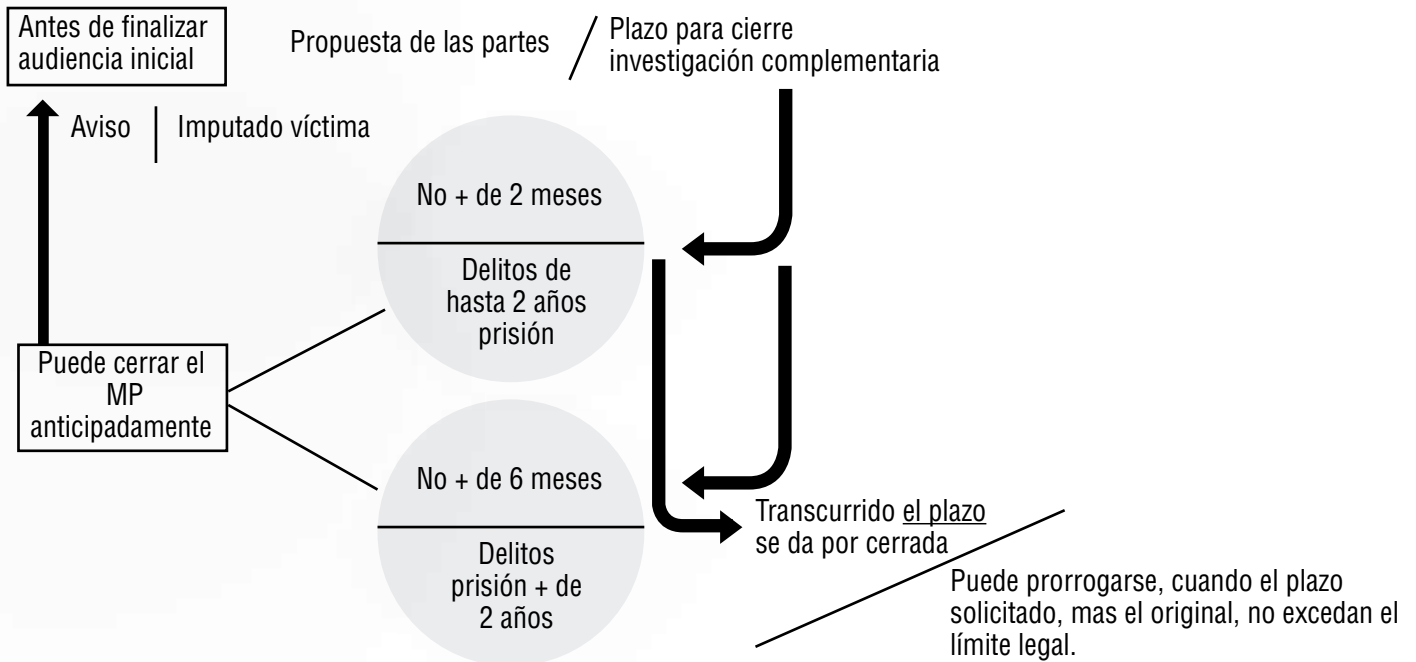 Antes de finalizar
audiencia inicial
Propuesta de las partes
Plazo para cierre
investigación complementaria
Aviso
Imputado víctima
No + de 2 meses
Delitos de
hasta 2 años
prisión
Puede cerrar el
MP
anticipadamente
No + de 6 meses
Delitos
prisión + de
2 años
Transcurrido el plazo
se da por cerrada
Puede prorrogarse, cuando el plazo
solicitado, mas el original, no excedan el
límite legal.